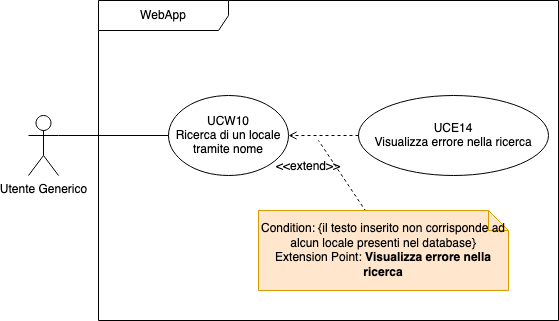 WebApp
UCW10
Ricerca di un locale
tramite nome
UCE14
Visualizza errore nella ricerca
<<extend>>
Utente Generico
Condition: {il testo inserito non corrisponde ad
alcun locale presenti nel database}
Extension Point: Visualizza errore nella
ricerca